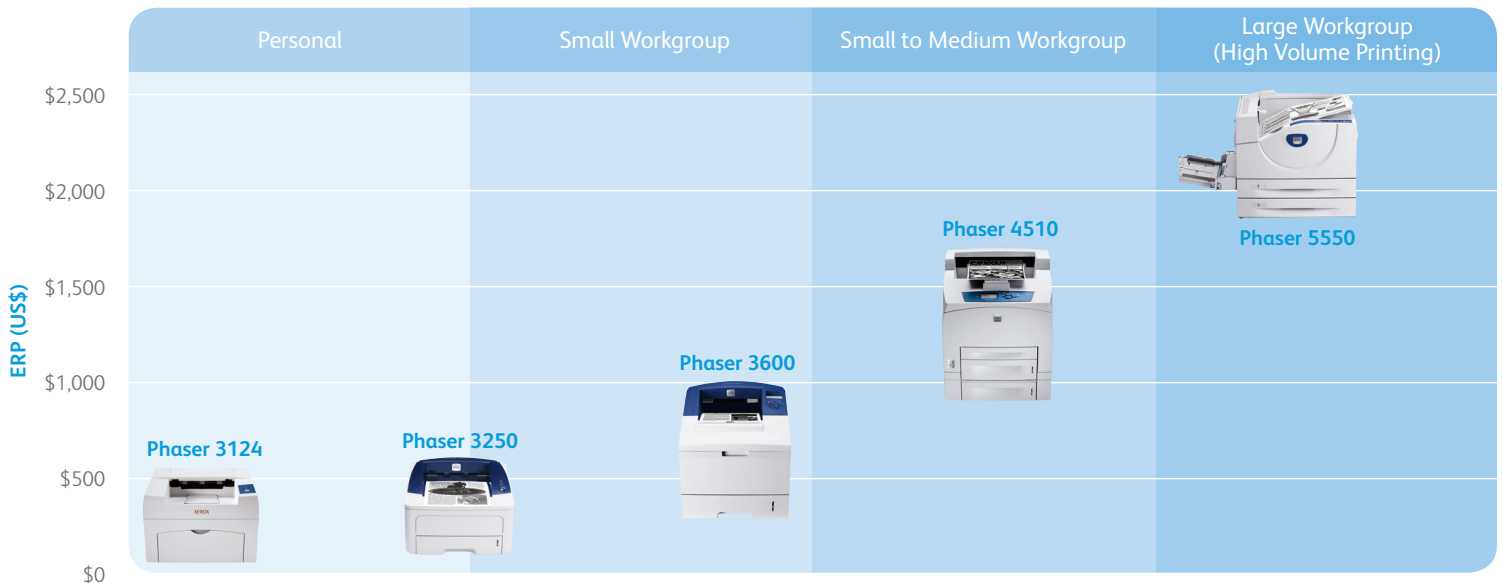 Personal
Small Workgroup
Small to Medium Workgroup
Large Workgroup
(High Volume Printing)
$2,500
$2,000
$1,500
$1,000
$500
$0
ERP (US$)
Phaser 3124
Phaser 3250
Phaser 3600
Phaser 4510
Phaser 5550
XEROX